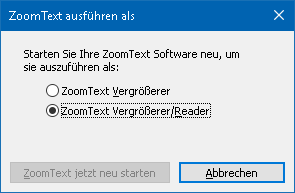 ZoomText ausführen als
Starten Sie Ihre ZoomText Software neu, um
sie auszuführen als:
ZoomText Vergrößerer
ZoomText Vergrößerer/Reader
ZoomText jetzt neu starten
Abbrechen